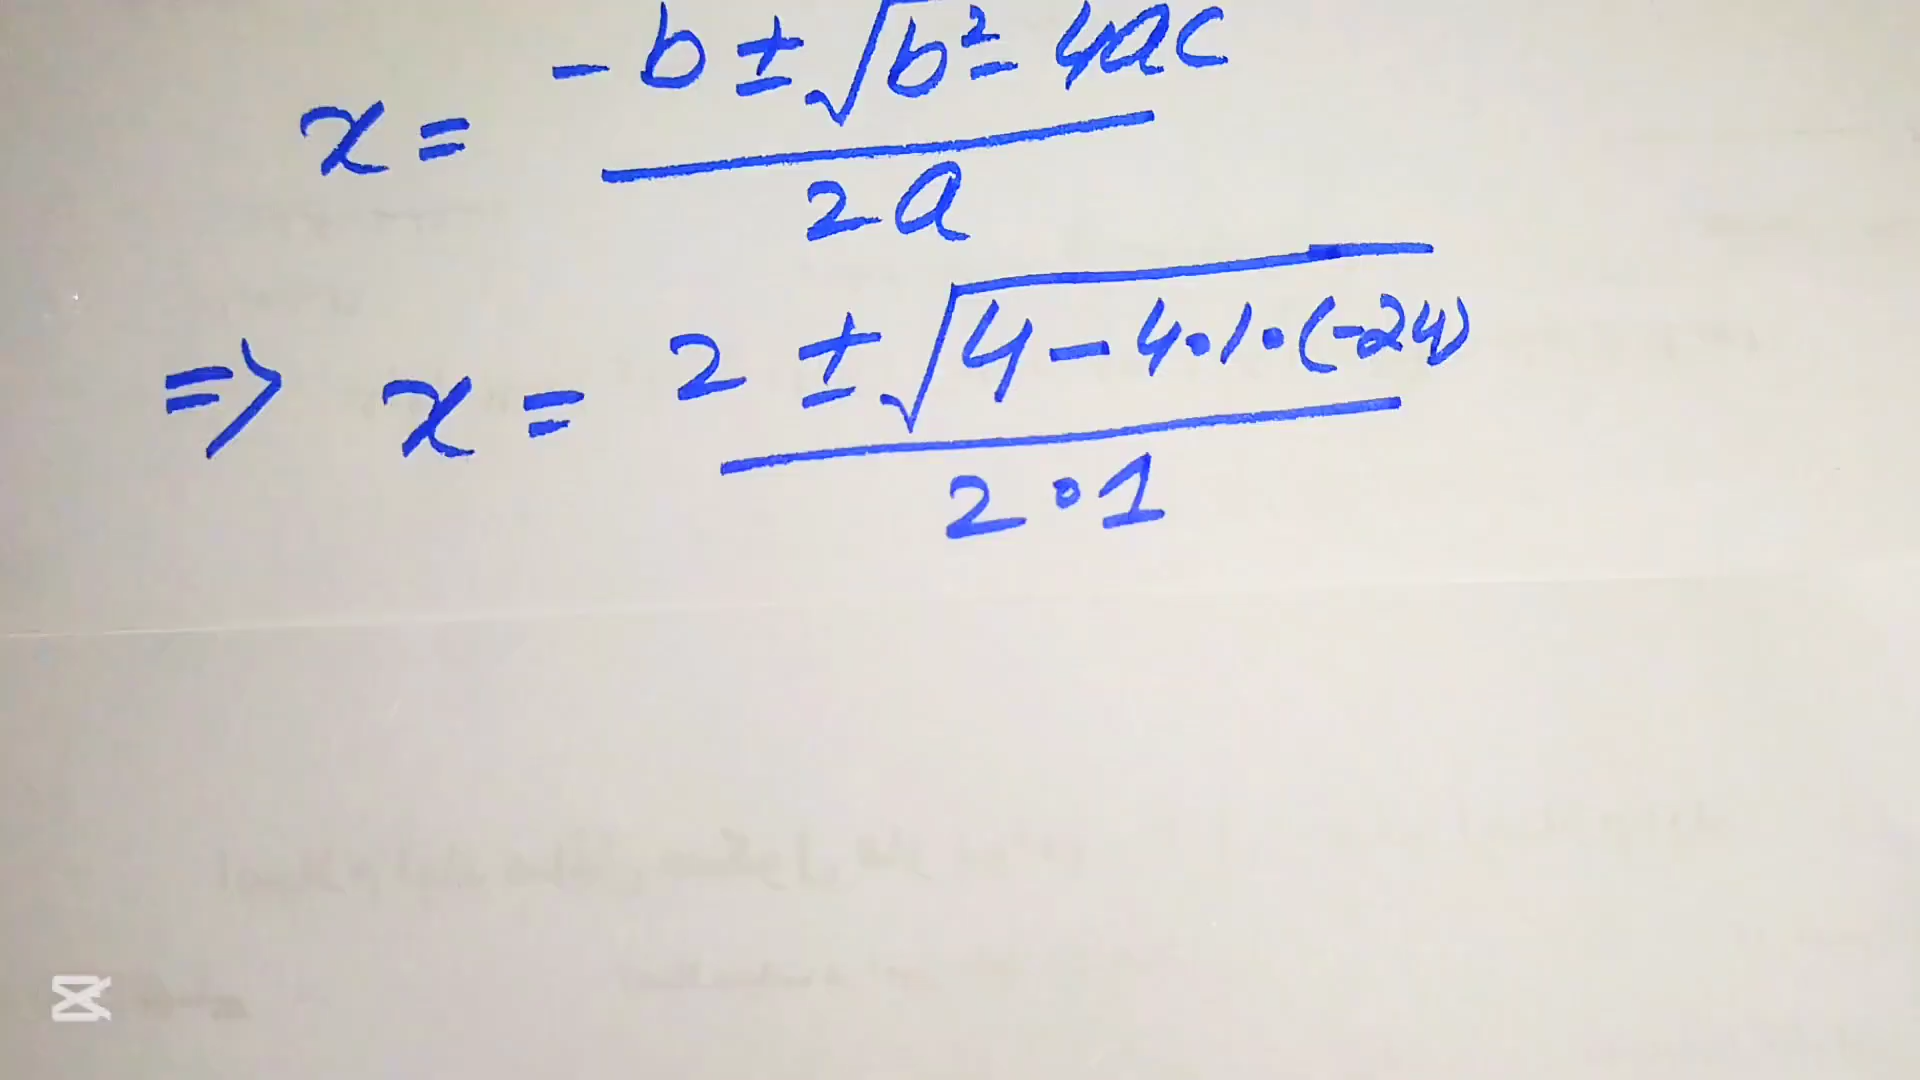 x = -b ± √b² - 4ac / 2a
=> x = 2 ± √4 - 4·1·(-24) / 2·1